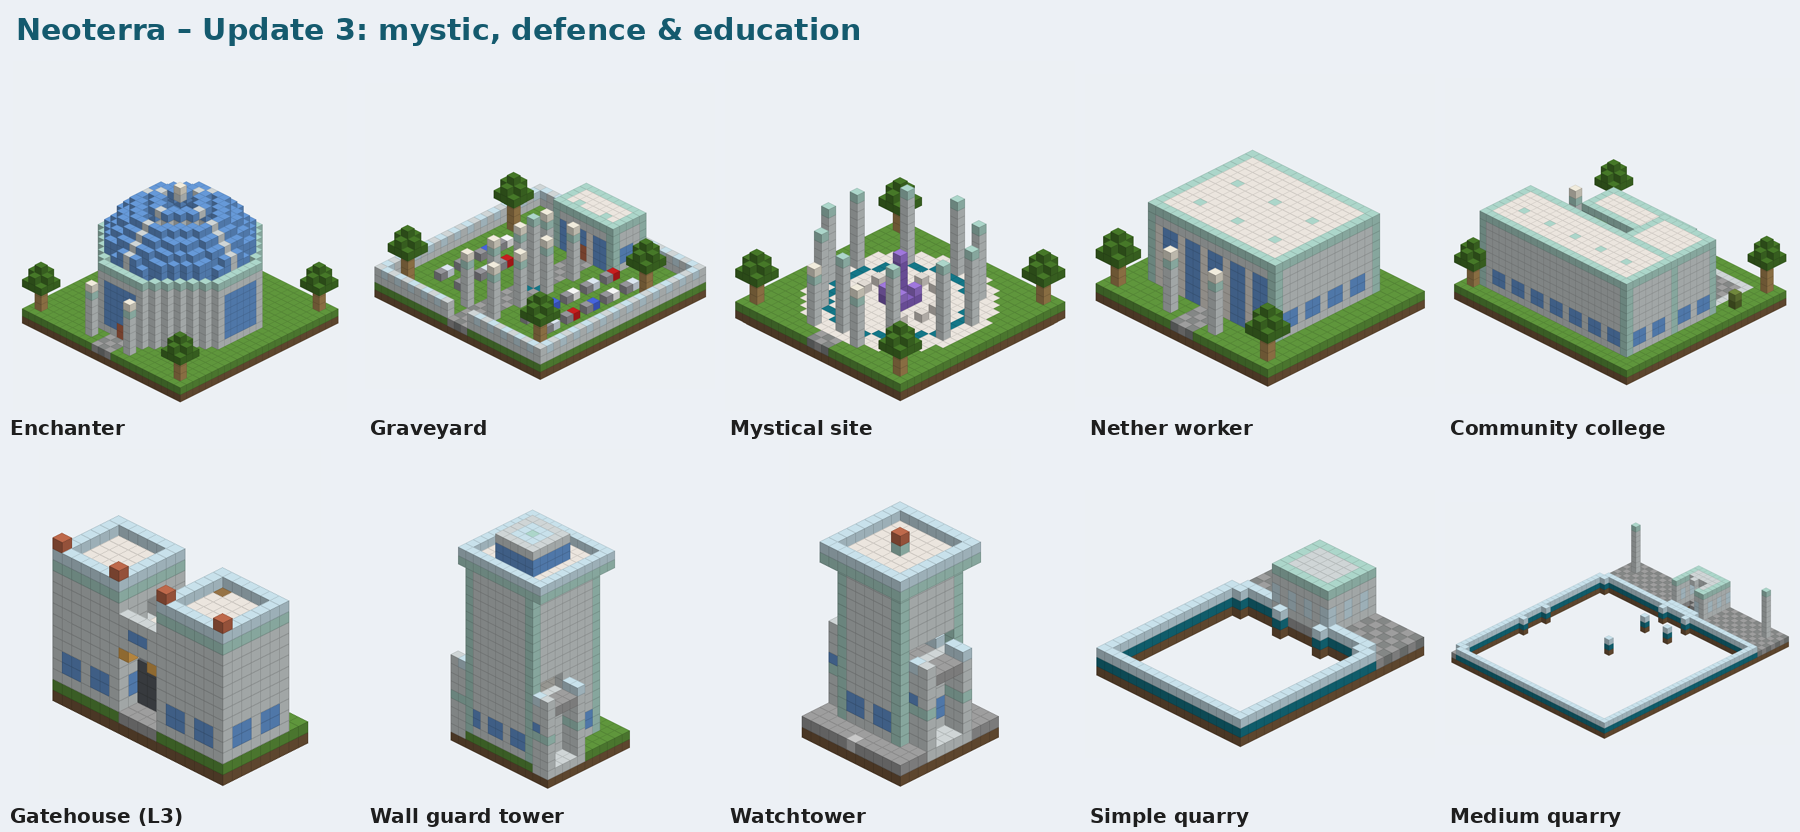 Neoterra – Update 3: mystic, defence & education
Enchanter
Graveyard
Mystical site
Nether worker
Community college
Gatehouse (L3)
Wall guard tower
Watchtower
Simple quarry
Medium quarry